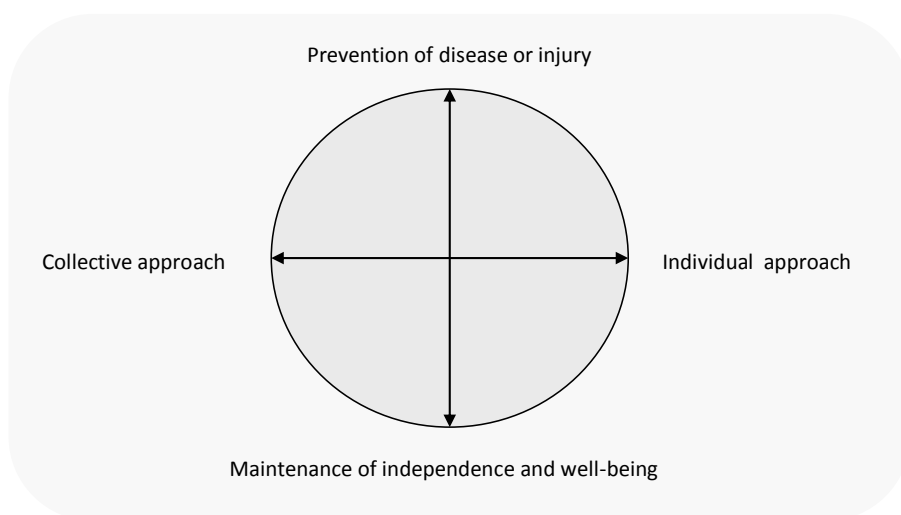 Prevention of disease or injury
Collective approach
Individual approach
Maintenance of independence and well-being